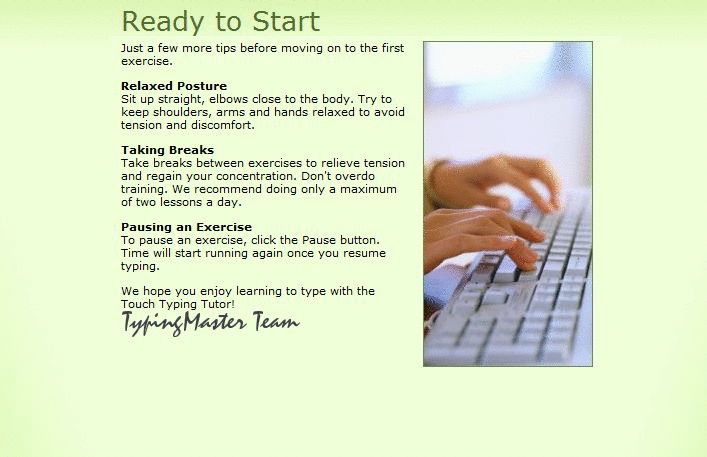 Ready to Start
Just a few more tips before moving on to the first
exercise.
Relaxed Posture
Sit up straight, elbows close to the body. Try to
keep shoulders, arms and hands relaxed to avoid
tension and discomfort.
Taking Breaks
Take breaks between exercises to relieve tension
and regain your concentration. Don't overdo
training. We recommend doing only a maximum
of two lessons a day.
Pausing an Exercise
To pause an exercise, click the Pause button.
Time will start running again once you resume
typing.
We hope you enjoy learning to type with the
Touch Typing Tutor!
TypingMaster Team